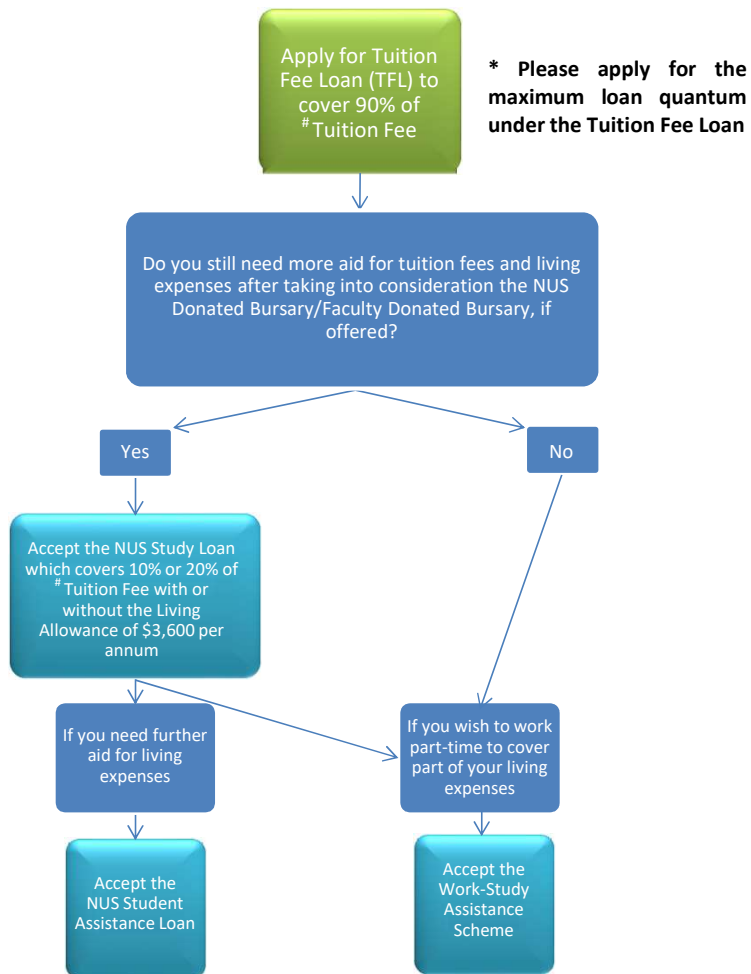 Apply for Tuition
Fee Loan (TFL) to
cover 90% of
# Tuition Fee
* Please apply for the
maximum loan quantum
under the Tuition Fee Loan
Do you still need more aid for tuition fees and living
expenses after taking into consideration the NUS
Donated Bursary/Faculty Donated Bursary, if
offered?
Yes
No
Accept the NUS Study Loan
which covers 10% or 20% of
# Tuition Fee with or
without the Living
Allowance of $3,600 per
annum
If you need further
aid for living
expenses
If you wish to work
part-time to cover
part of your living
expenses
Accept the
NUS Student
Assistance Loan
Accept the
Work-Study
Assistance
Scheme